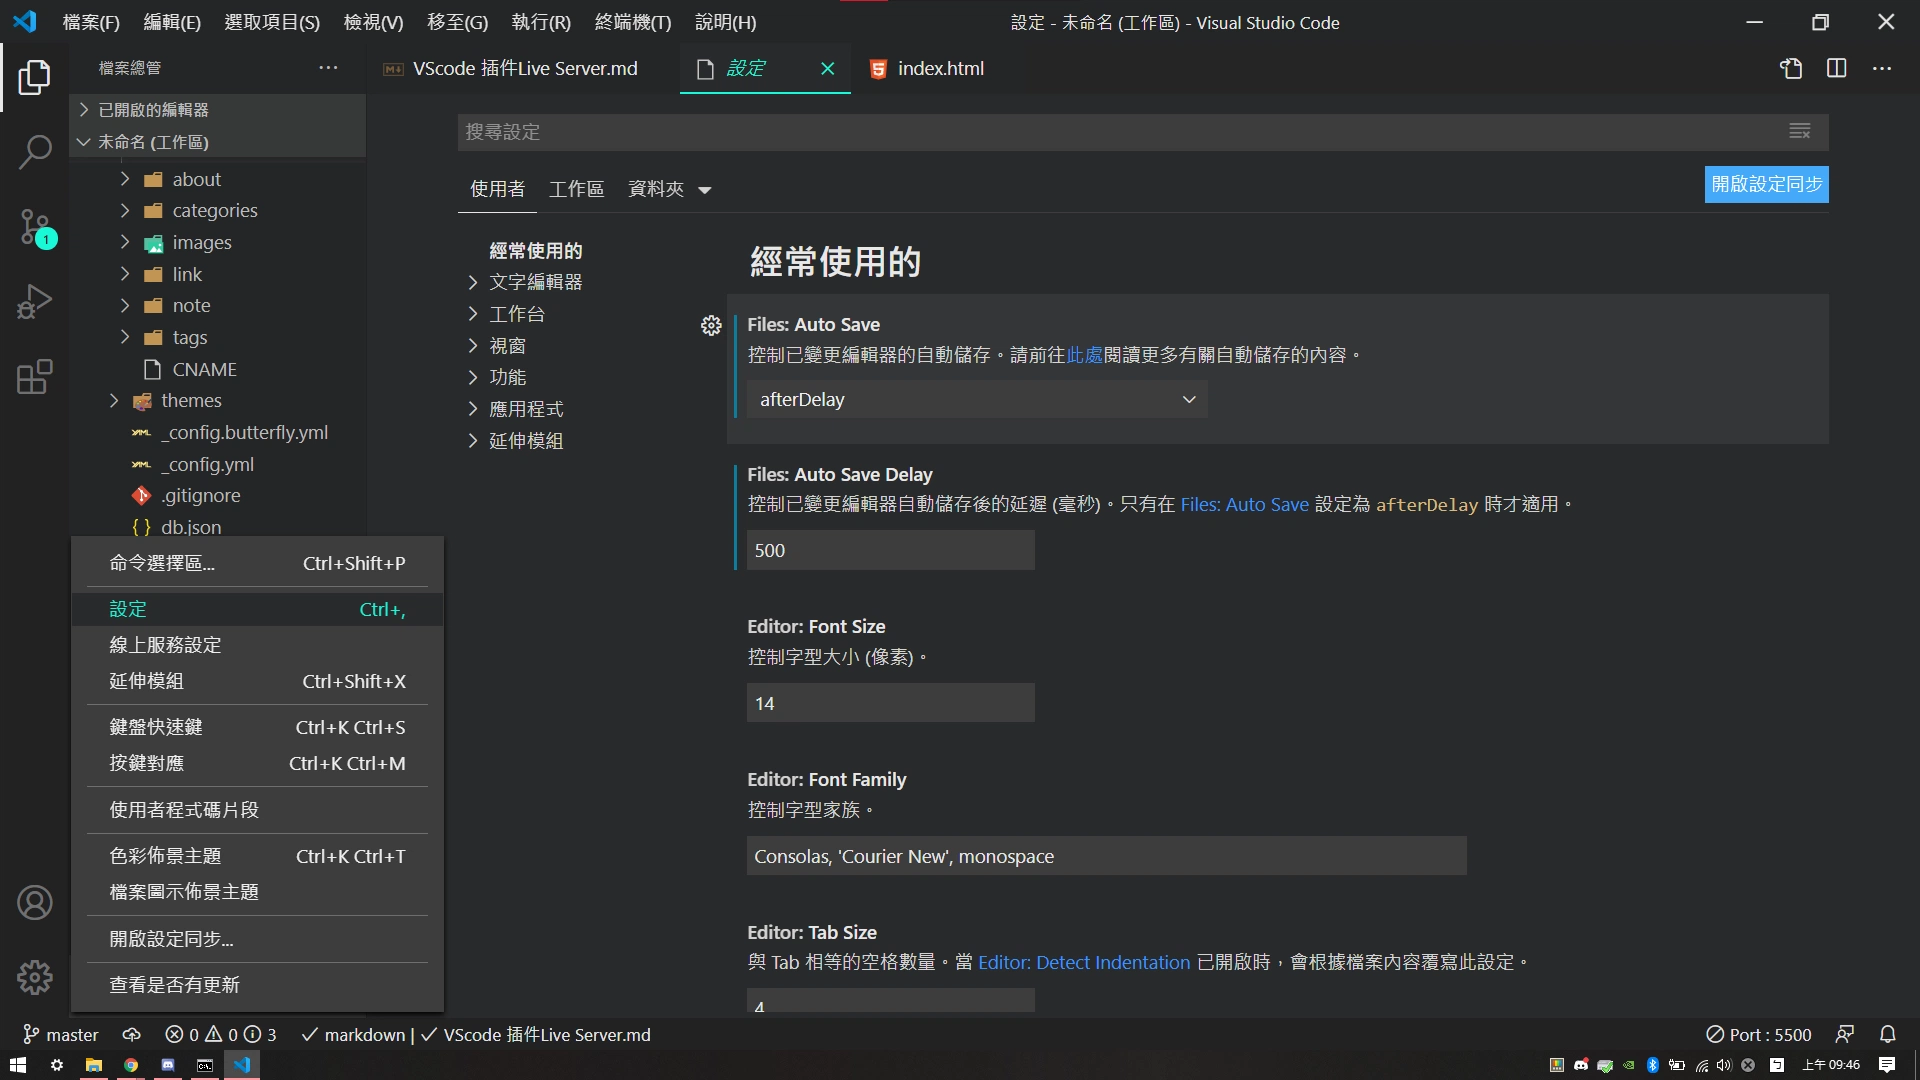 檔案(F) 編輯(E) 選取項目(S) 檢視(V) 移至(G) 執行(R) 終端機(T) 說明(H) 設定 - 未命名 (工作區) - Visual Studio Code
檔案總管
VScode 插件Live Server.md
設定
index.html
已開啟的編輯器
未命名 (工作區)
about
categories
images
link
note
tags
CNAME
themes
_config.butterfly.yml
_config.yml
.gitignore
db.json
1
命令選擇區... Ctrl+Shift+P
設定 Ctrl+,
線上服務設定
延伸模組 Ctrl+Shift+X
鍵盤快速鍵 Ctrl+K Ctrl+S
按鍵對應 Ctrl+K Ctrl+M
使用者程式碼片段
色彩佈景主題 Ctrl+K Ctrl+T
檔案圖示佈景主題
開啟設定同步...
查看是否有更新
搜尋設定
使用者 工作區 資料夾
開啟設定同步
經常使用的
文字編輯器
工作台
視窗
功能
應用程式
延伸模組
經常使用的
Files: Auto Save
控制已變更編輯器的自動儲存。請前往此處閱讀更多有關自動儲存的內容。
afterDelay
Files: Auto Save Delay
控制已變更編輯器自動儲存後的延遲 (毫秒)。只有在 Files: Auto Save 設定為 afterDelay 時才適用。
500
Editor: Font Size
控制字型大小 (像素)。
14
Editor: Font Family
控制字型家族。
Consolas, 'Courier New', monospace
Editor: Tab Size
與 Tab 相等的空格數量。當 Editor: Detect Indentation 已開啟時，會根據檔案內容覆寫此設定。
4
master 0 0 3 markdown | VScode 插件Live Server.md Port : 5500
上午 09:46